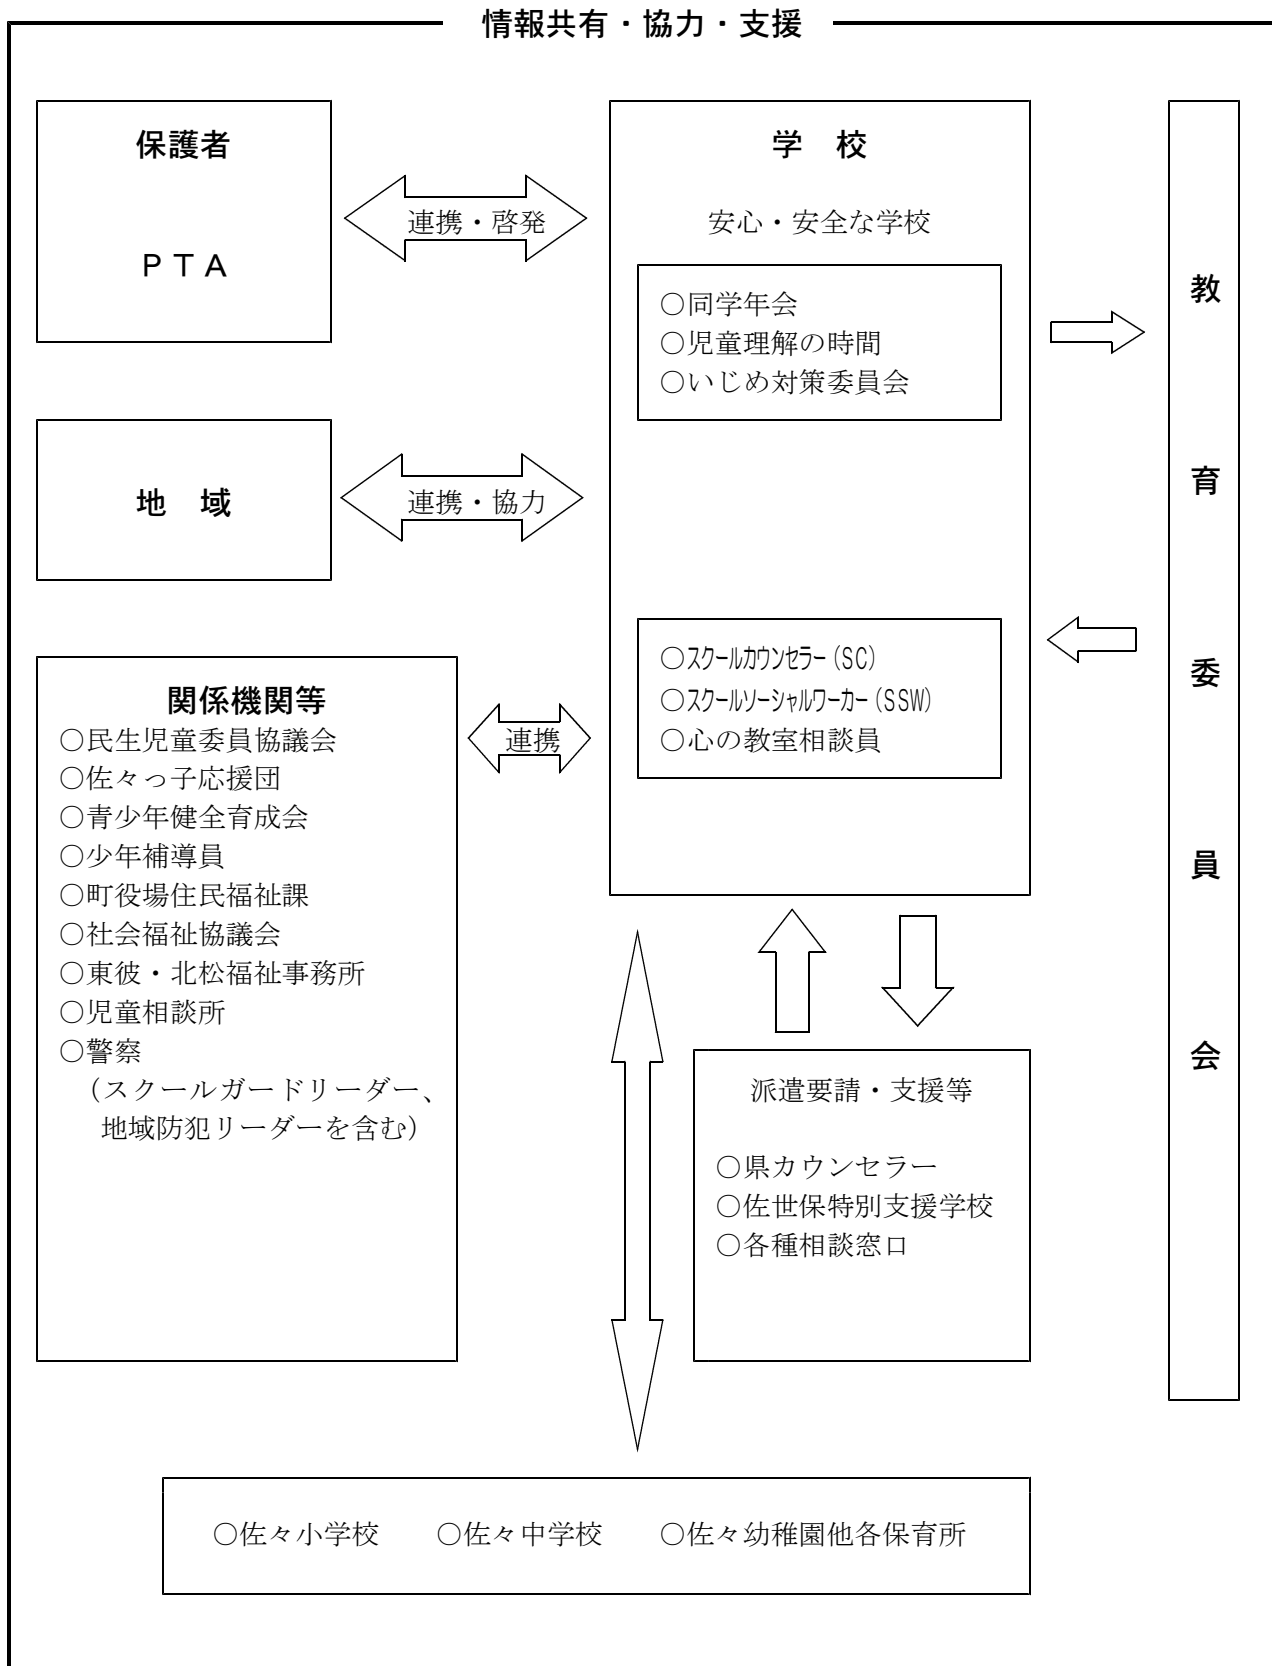 情報共有・協力・支援
保護者
ＰＴＡ
連携・啓発
学　校
安心・安全な学校
○同学年会
○児童理解の時間
○いじめ対策委員会
地　域
連携・協力
○スクールカウンセラー(SC)
○スクールソーシャルワーカー(SSW)
○心の教室相談員
関係機関等
○民生児童委員協議会
○佐々っ子応援団
○青少年健全育成会
○少年補導員
○町役場住民福祉課
○社会福祉協議会
○東彼・北松福祉事務所
○児童相談所
○警察
（スクールガードリーダー、
地域防犯リーダーを含む）
連携
教育委員会
派遣要請・支援等
○県カウンセラー
○佐世保特別支援学校
○各種相談窓口
○佐々小学校　○佐々中学校　○佐々幼稚園他各保育所